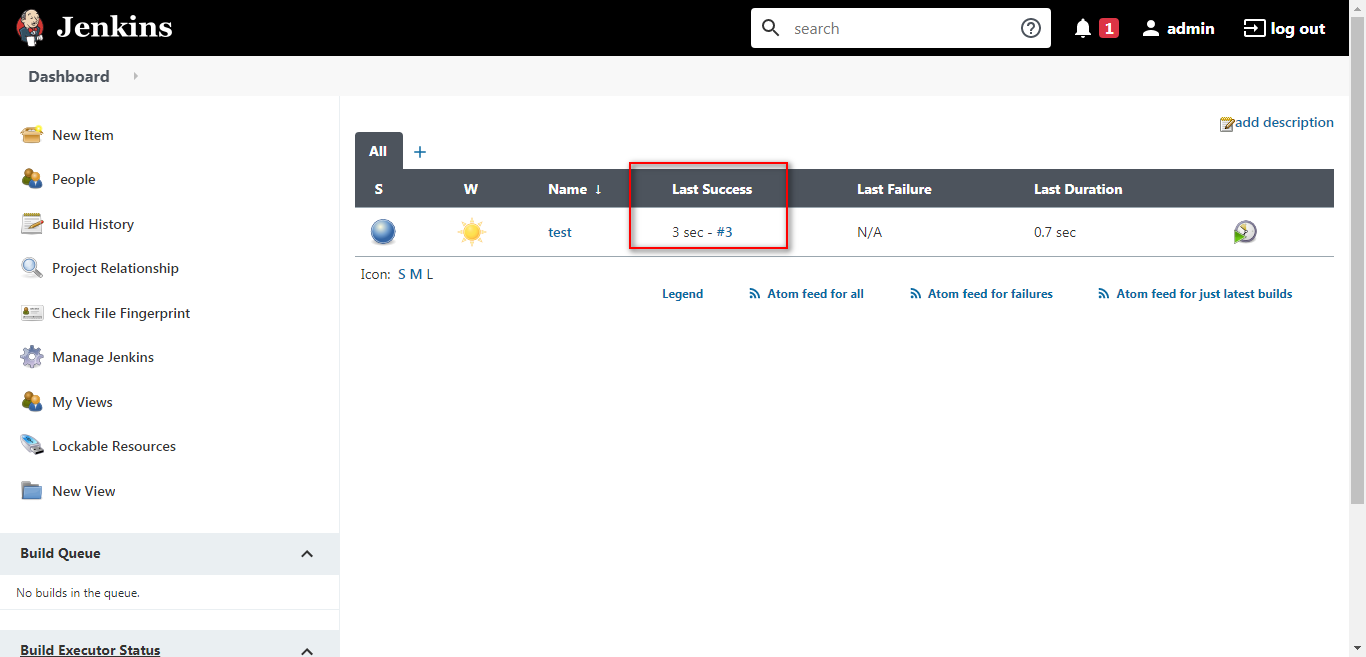 Jenkins
search
1
admin
log out
Dashboard
New Item
People
Build History
Project Relationship
Check File Fingerprint
Manage Jenkins
My Views
Lockable Resources
New View
Build Queue
No builds in the queue.
Build Executor Status
add description
All +
S W Name ↓ Last Success Last Failure Last Duration
test 3 sec - #3 N/A 0.7 sec
Icon: S M L
Legend Atom feed for all Atom feed for failures Atom feed for just latest builds